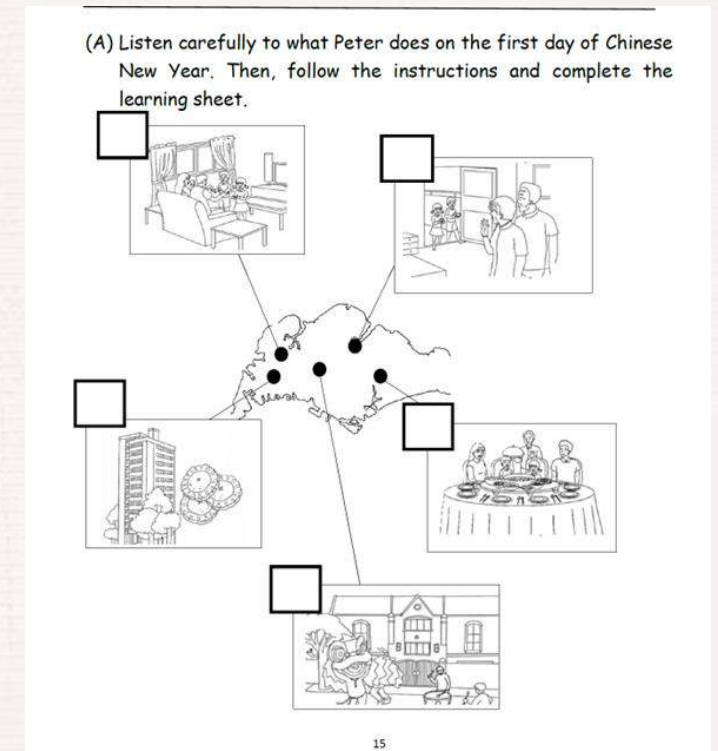 (A) Listen carefully to what Peter does on the first day of Chinese
New Year. Then, follow the instructions and complete the
learning sheet.
15